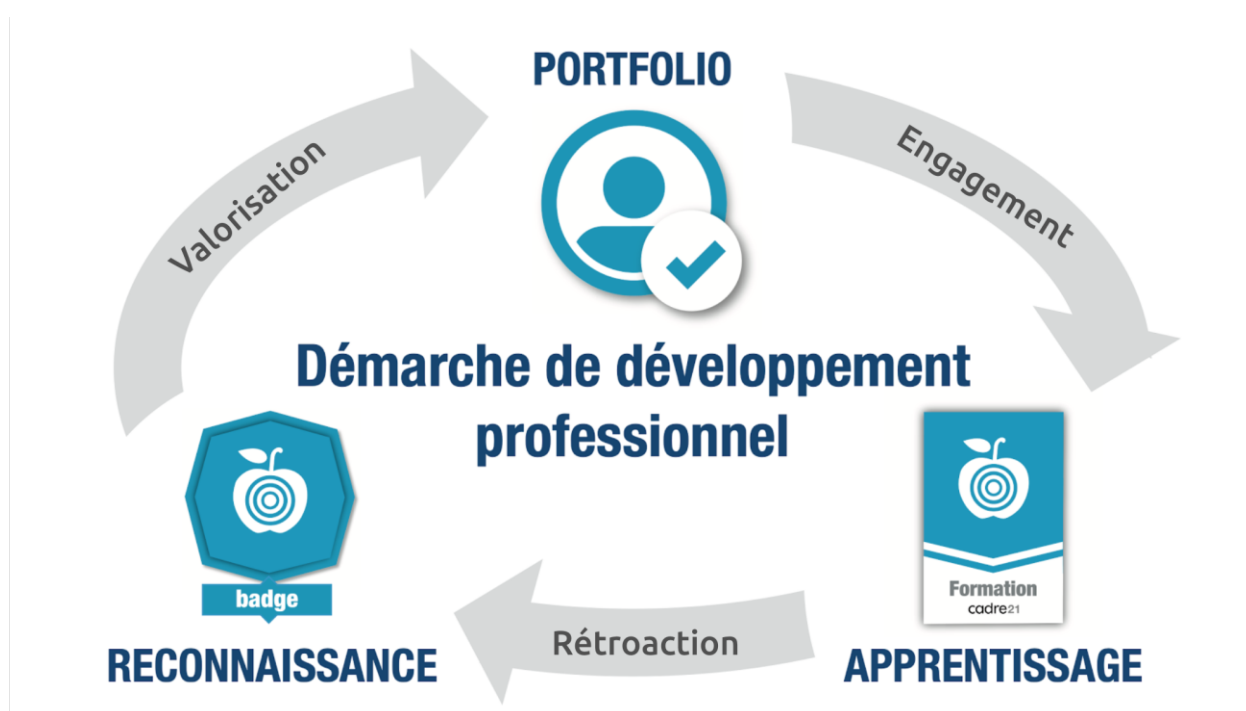 PORTFOLIO
Valorisation
Engagement
Démarche de développement
professionnel
badge
Formation
cadre21
Rétroaction
RECONNAISSANCE
APPRENTISSAGE